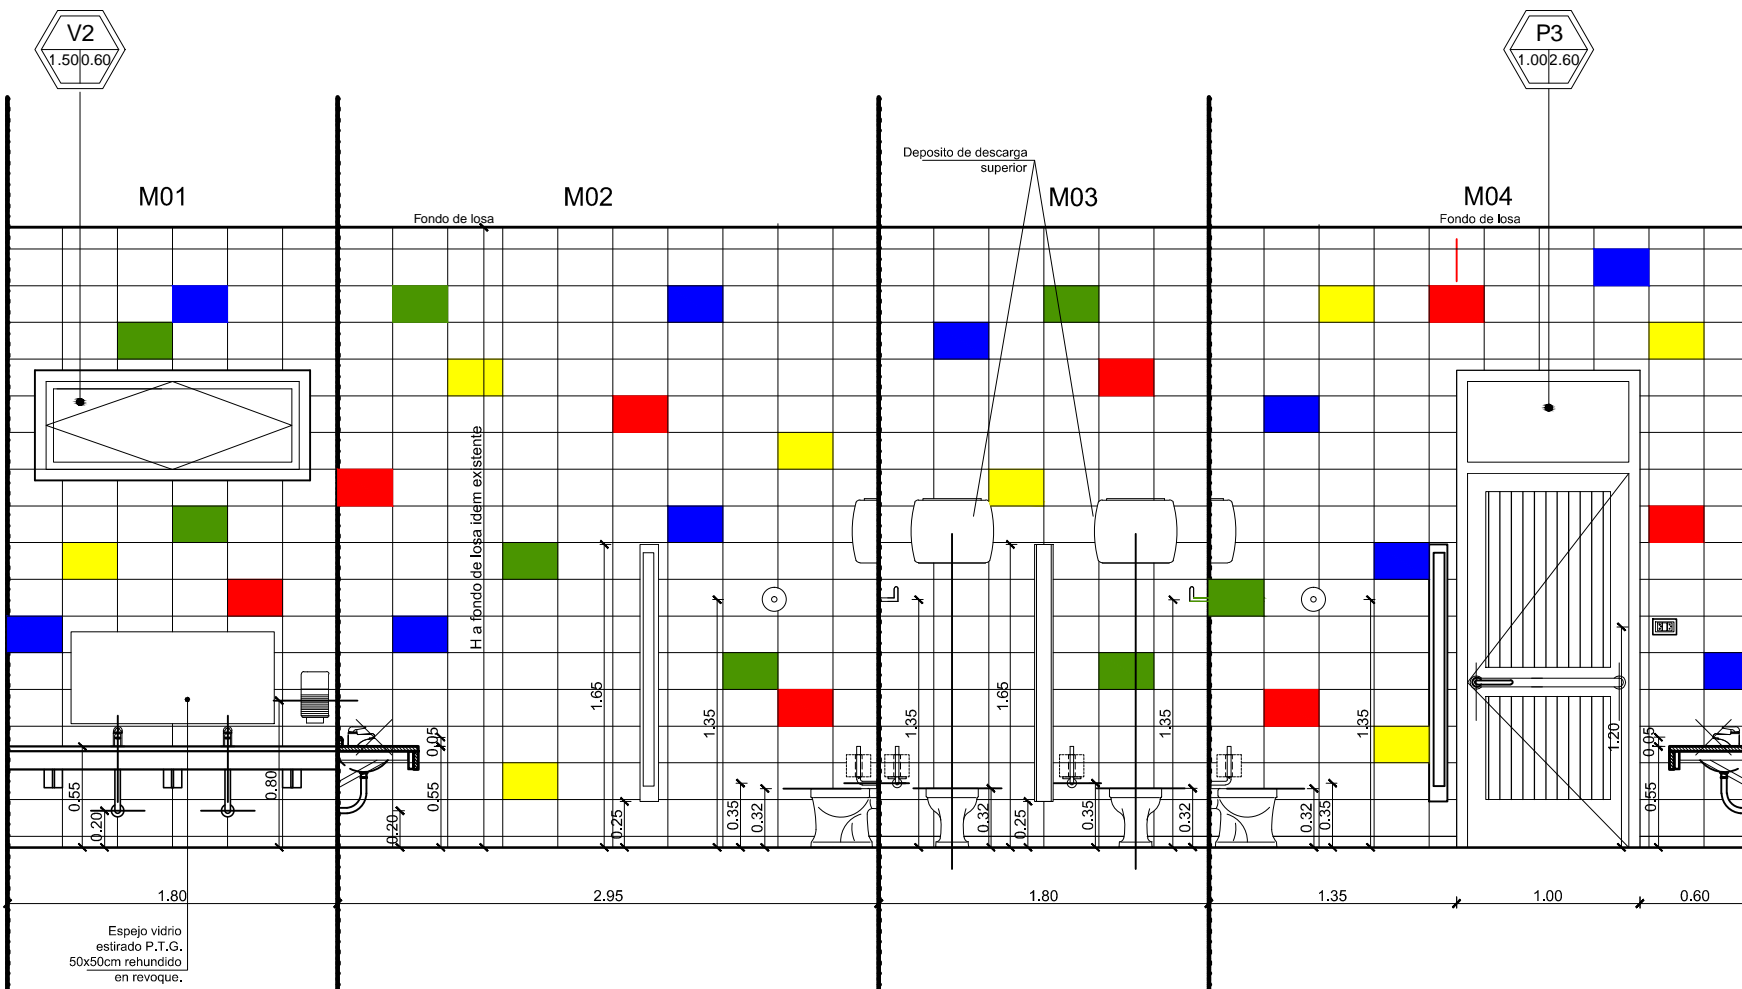 V2
1.50 0.60
P3
1.00 2.60
Deposito de descarga
superior
M01
M02
M03
M04
Fondo de losa
Fondo de losa
H a fondo de losa idem existente
0.55
0.20
0.80
0.20
0.55
0.05
1.65
0.25
1.35
0.35
0.32
1.35
0.32
1.65
0.25
0.35
1.35
0.32
0.32
0.35
1.35
1.20
0.05
0.55
1.80
2.95
1.80
1.35
1.00
0.60
Espejo vidrio
estirado P.T.G.
50x50cm rehundido
en revoque.